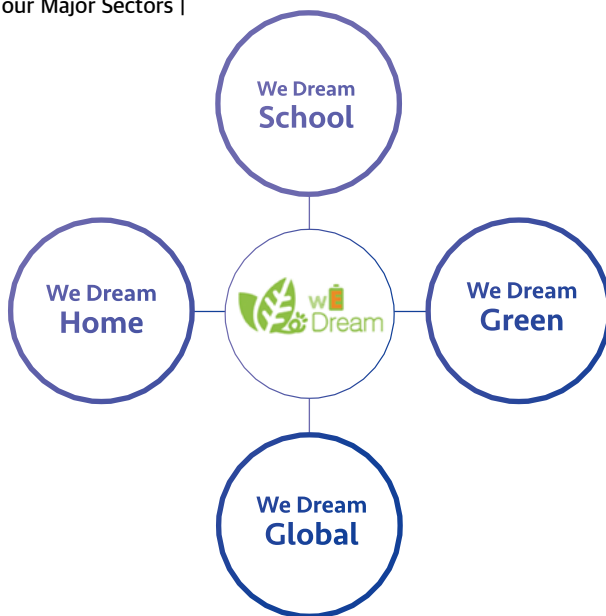 our Major Sectors |
We Dream
School
We Dream
Home
wE
Dream
We Dream
Green
We Dream
Global